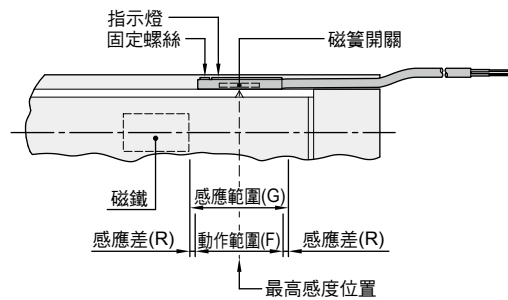 指示燈
固定螺絲
磁簧開關
磁鐵
感應範圍(G)
感應差(R)
動作範圍(F)
感應差(R)
最高感度位置